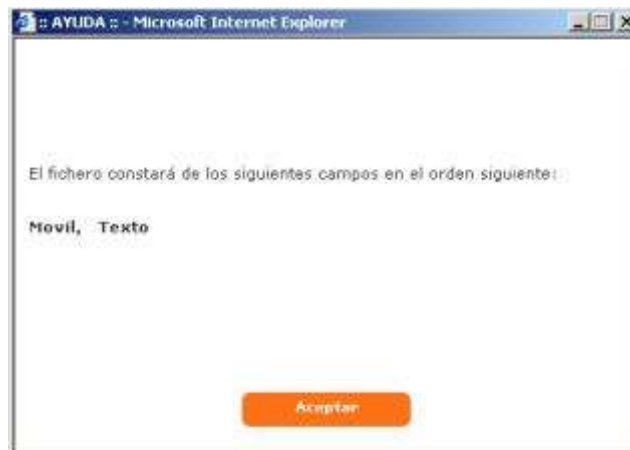 :: AYUDA :: - Microsoft Internet Explorer
El fichero constará de los siguientes campos en el orden siguiente:
Movil, Texto
Aceptar